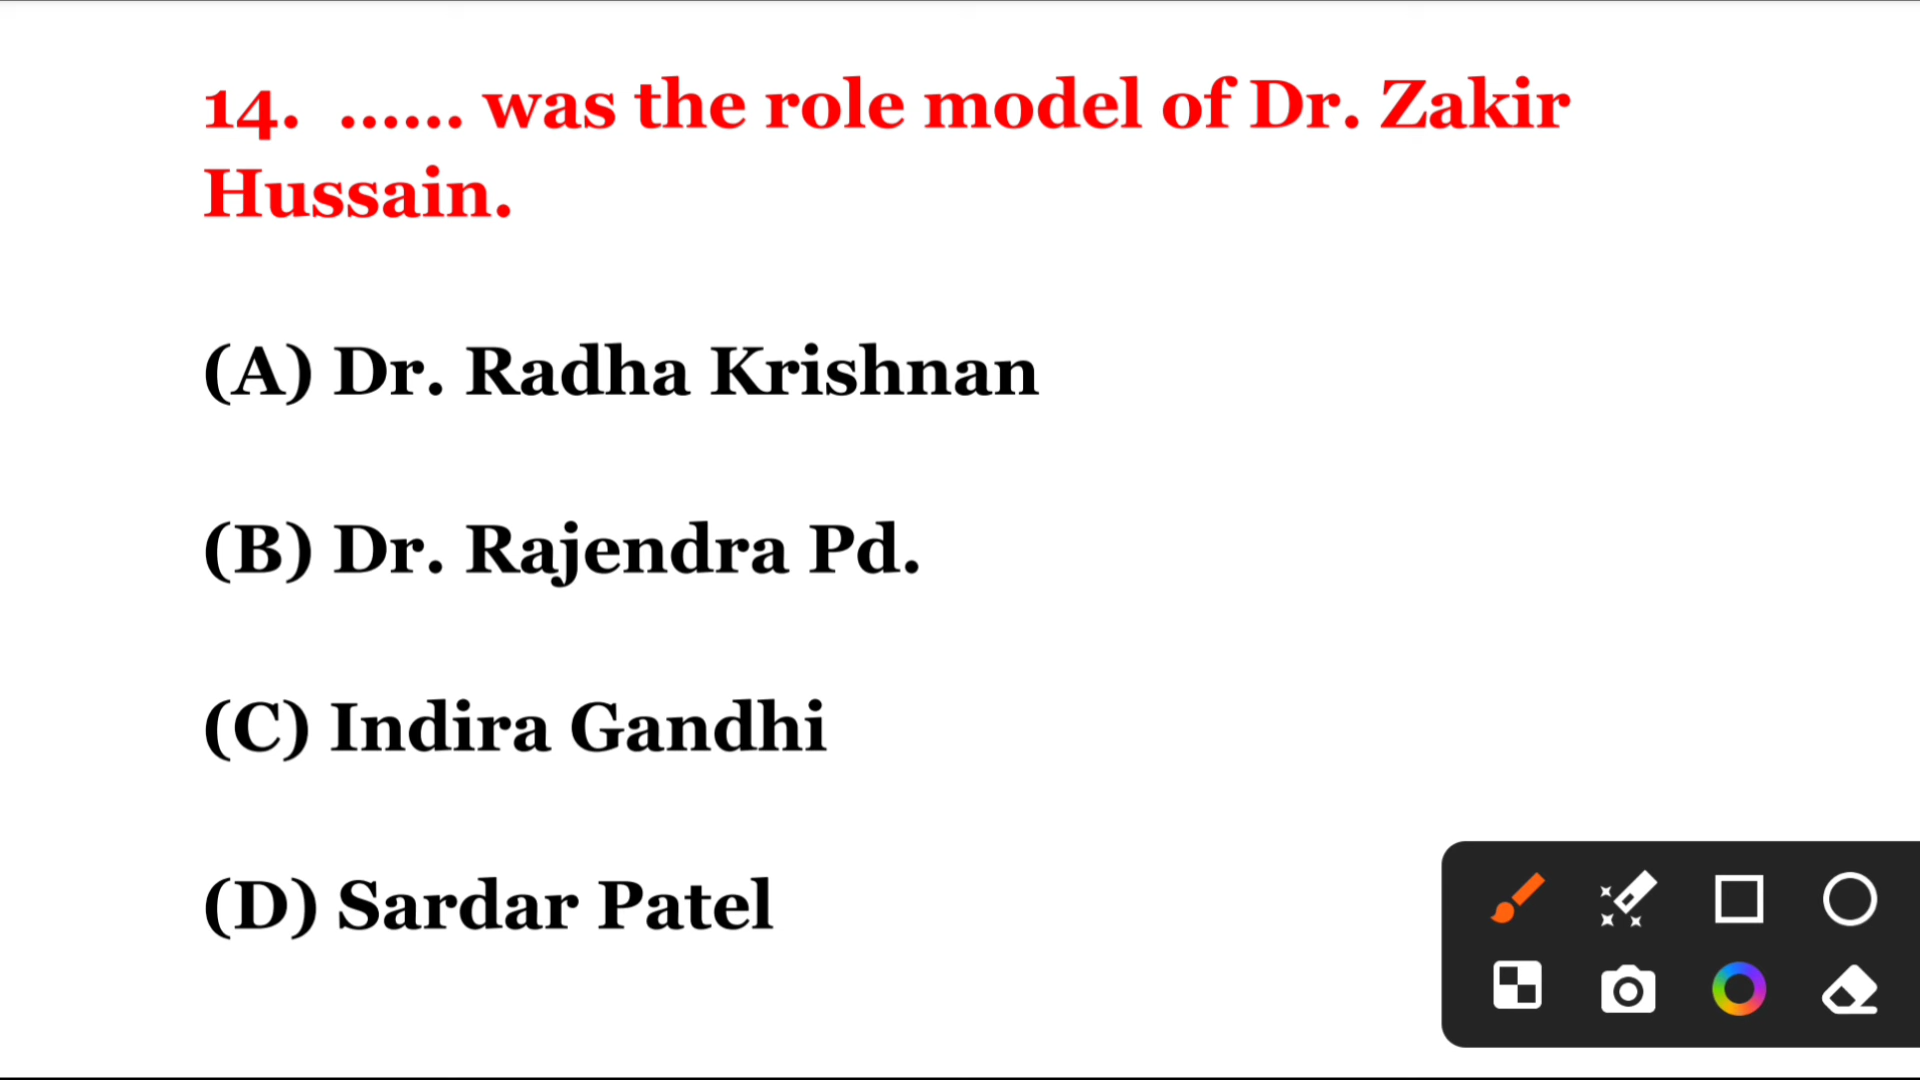 14. ...... was the role model of Dr. Zakir
Hussain.
(A) Dr. Radha Krishnan
(B) Dr. Rajendra Pd.
(C) Indira Gandhi
(D) Sardar Patel